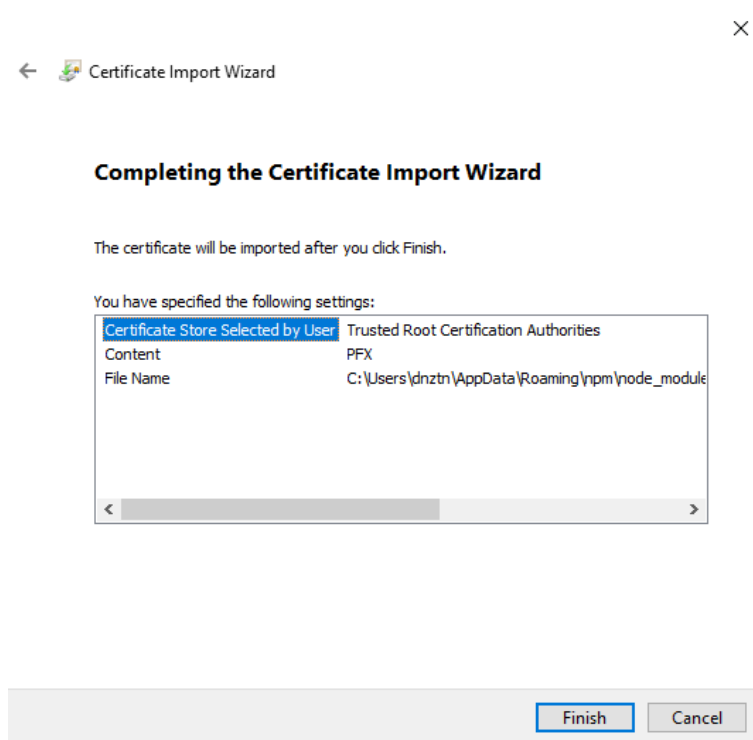 Certificate Import Wizard
Completing the Certificate Import Wizard
The certificate will be imported after you click Finish.
You have specified the following settings:
Certificate Store Selected by User Trusted Root Certification Authorities
Content PFX
File Name C:\Users\dnztn\AppData\Roaming\npm\node_module
Finish Cancel